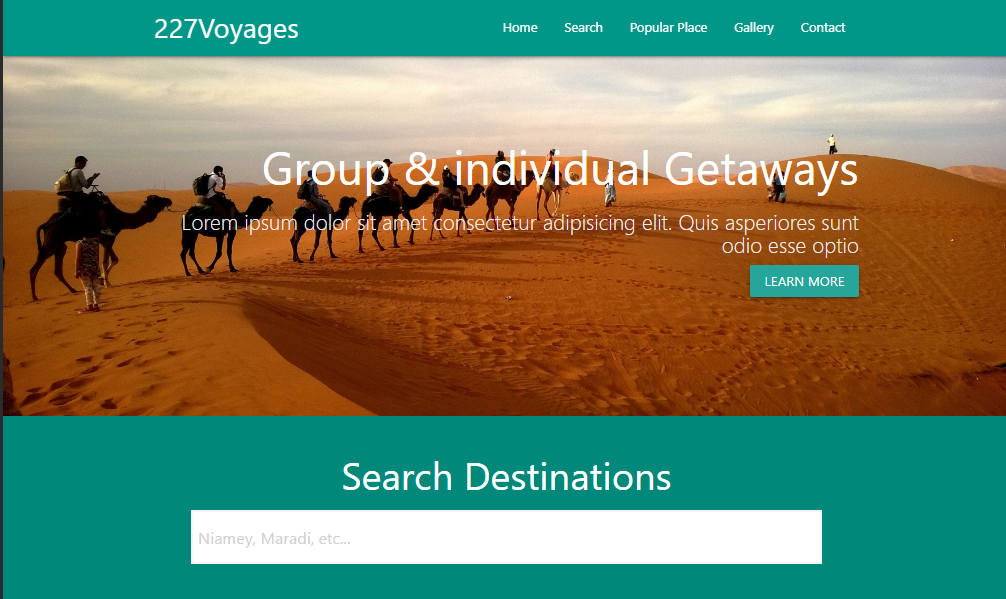 227Voyages
Home Search Popular Place Gallery Contact
Group & individual Getaways
Lorem ipsum dolor sit amet consectetur adipisicing elit. Quis asperiores sunt
odio esse optio
LEARN MORE
Search Destinations
Niamey, Maradi, etc...